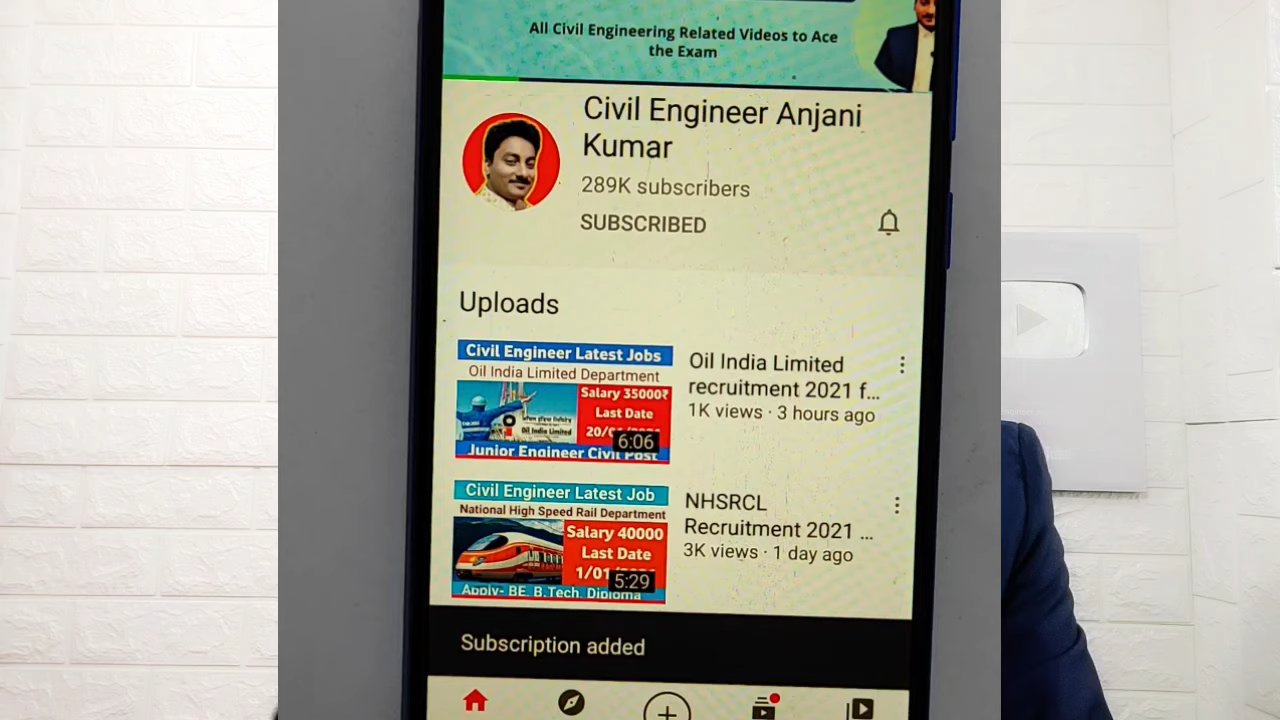 All Civil Engineering Related Videos to Ace
the Exam
Civil Engineer Anjani
Kumar
289K subscribers
SUBSCRIBED
Uploads
Civil Engineer Latest Jobs
Oil India Limited Department
Salary 35000₹
Last Date
20/0
Oil India Limited
6:06
Junior Engineer Civil Post
Oil India Limited
recruitment 2021 f...
1K views · 3 hours ago
Civil Engineer Latest Job
National High Speed Rail Department
Salary 40000
Last Date
1/01
5:29
Apply- BE, B.Tech, Diploma
NHSRCL
Recruitment 2021 ...
3K views · 1 day ago
Subscription added